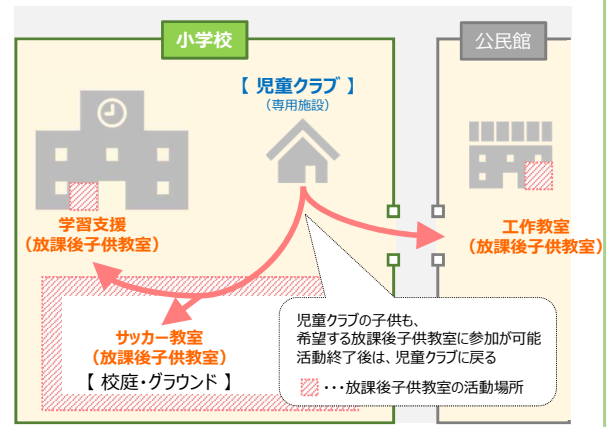 小学校
公民館
【 児童クラブ 】
（専用施設）
学習支援
（放課後子供教室）
工作教室
（放課後子供教室）
サッカー教室
（放課後子供教室）
【 校庭・グラウンド 】
児童クラブの子供も、
希望する放課後子供教室に参加が可能
活動終了後は、児童クラブに戻る
・・・放課後子供教室の活動場所